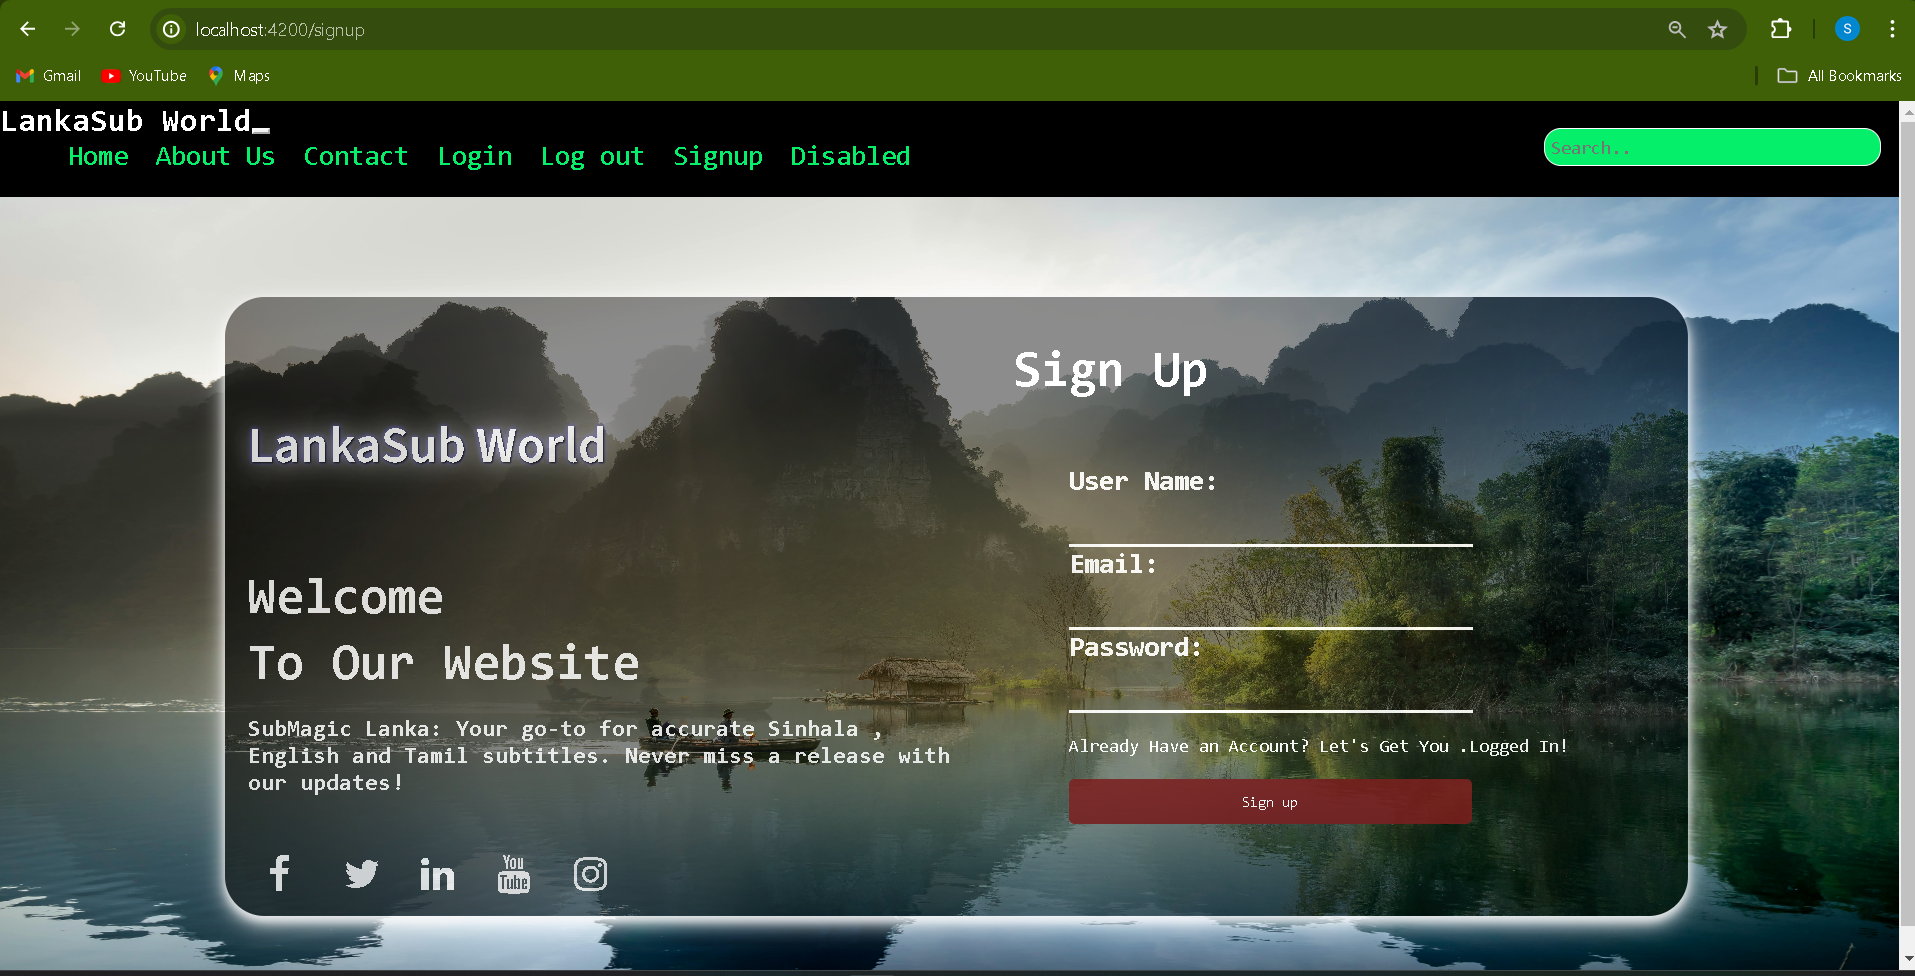 localhost:4200/signup
S
Gmail
YouTube
Maps
All Bookmarks
LankaSub World_
Home About Us Contact Login Log out Signup Disabled
Search..
LankaSub World
Welcome
To Our Website
SubMagic Lanka: Your go-to for accurate Sinhala ,
English and Tamil subtitles. Never miss a release with
our updates!
You
Tube
Sign Up
User Name:
Email:
Password:
Already Have an Account? Let's Get You .Logged In!
Sign up